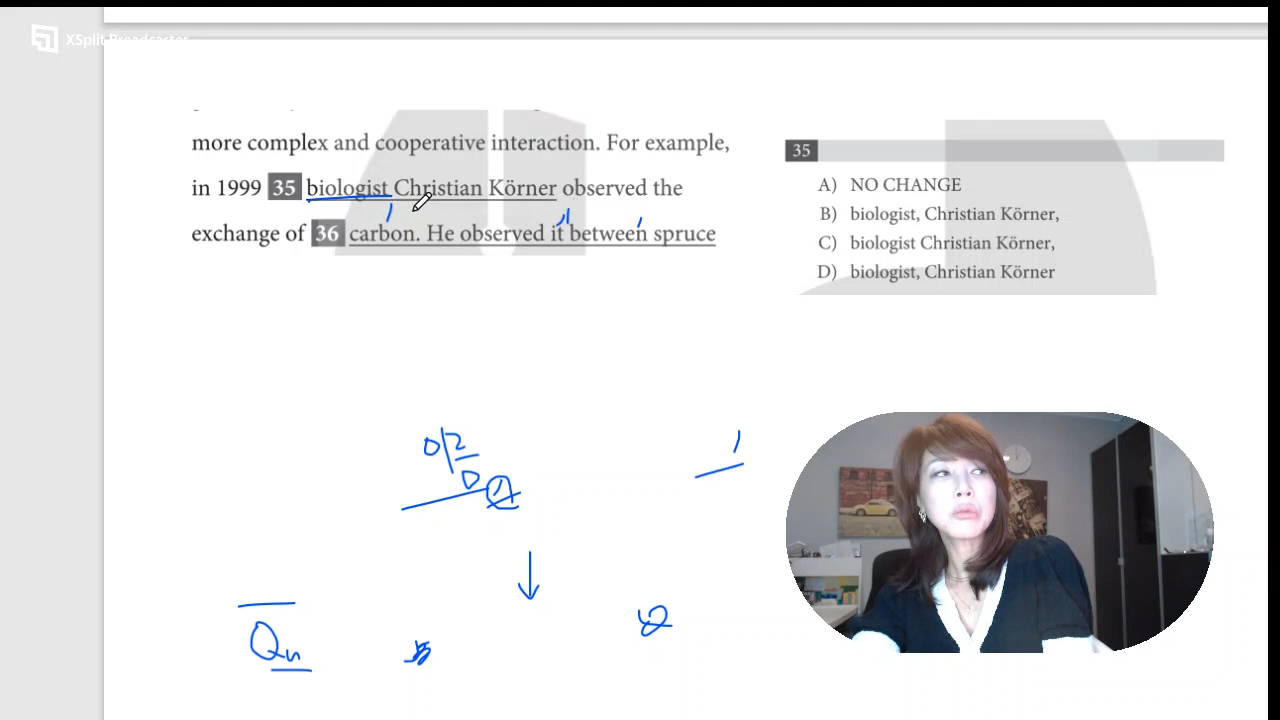 XSplit Broadcaster
more complex and cooperative interaction. For example,
in 1999 35 biologist Christian Körner observed the
exchange of 36 carbon. He observed it between spruce
35
A) NO CHANGE
B) biologist, Christian Körner,
C) biologist Christian Körner,
D) biologist, Christian Körner